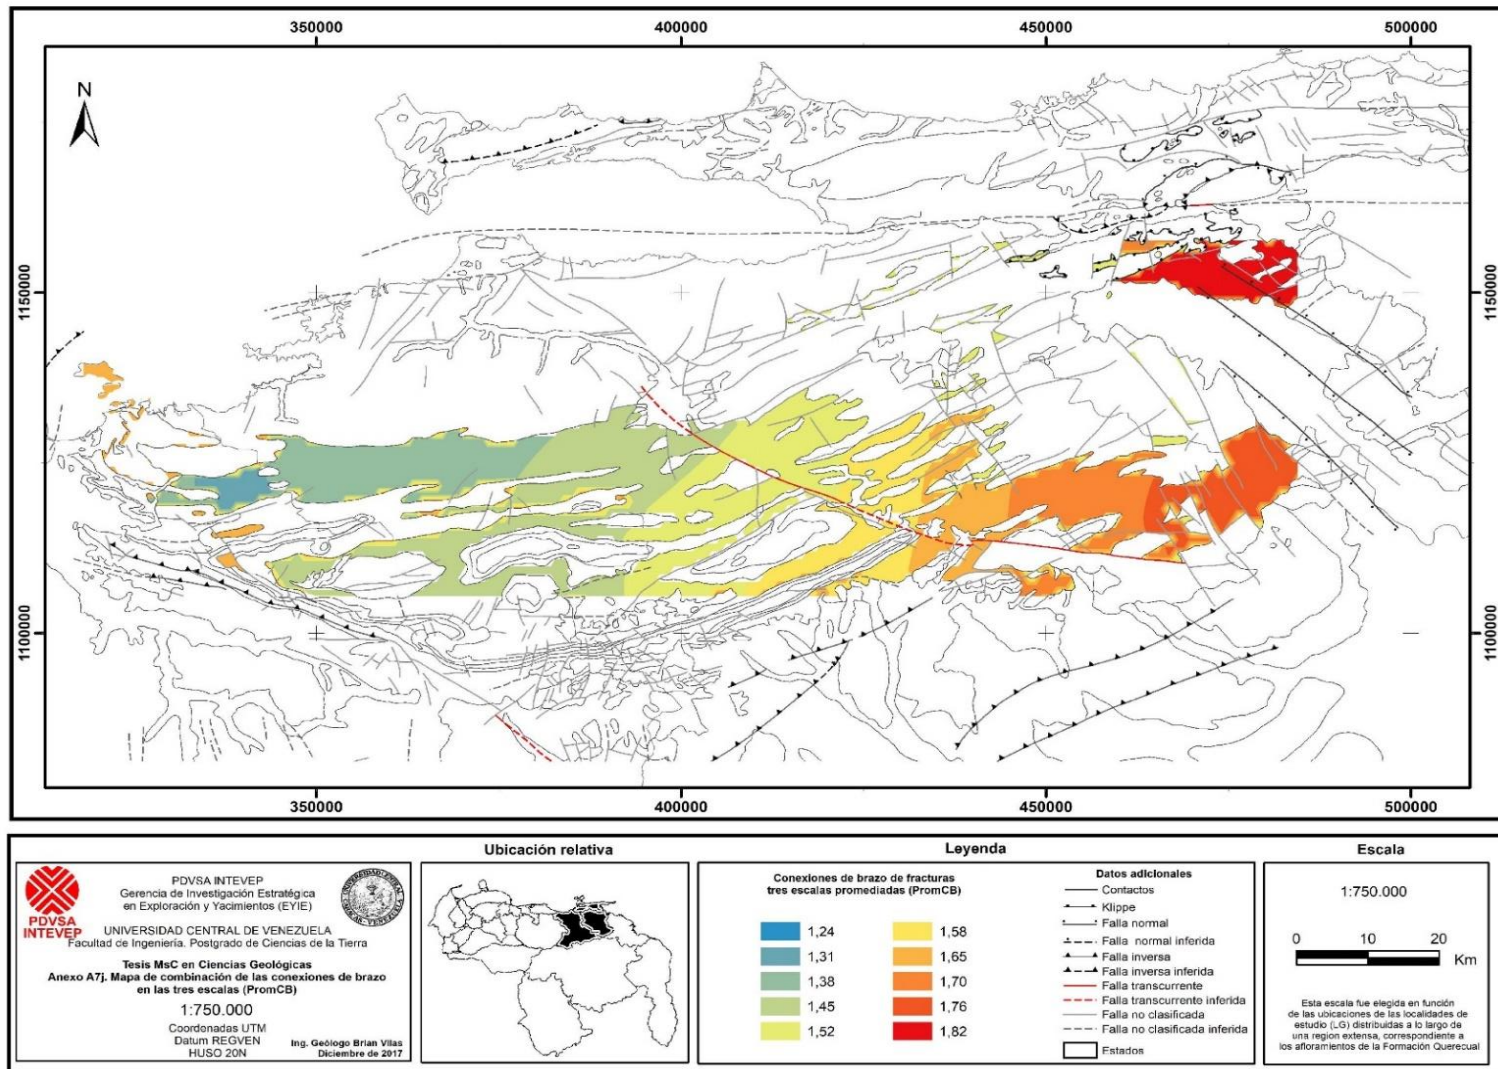 350000
400000
450000
500000
N
1150000
1150000
1100000
1100000
350000
400000
450000
500000
PDVSA
INTEVEP
PDVSA INTEVEP
Gerencia de Investigación Estratégica
en Exploración y Yacimientos (EYIE)
UNIVERSIDAD CENTRAL DE VENEZUELA
Facultad de Ingeniería. Postgrado de Ciencias de la Tierra
Tesis MsC en Ciencias Geológicas
Anexo A7j. Mapa de combinación de las conexiones de brazo
en las tres escalas (PromCB)
1:750.000
Coordonadas UTM
Datum REGVEN
HUSO 20N
Ing. Geólogo Brian Vilas
Diciembre de 2017
Ubicación relativa
Leyenda
Conexiones de brazo de fracturas
tres escalas promediadas (PromCB)
1,24
1,31
1,38
1,45
1,52
1,58
1,65
1,70
1,76
1,82
Datos adicionales
Contactos
Klippe
Falla normal
Falla normal inferida
Falla inversa
Falla inversa inferida
Falla transcurrente
Falla transcurrente inferida
Falla no clasificada
Falla no clasificada inferida
Estados
Escala
1:750.000
0 10 20
Km
Esta escala fue elegida en función
de las ubicaciones de las localidades de
estudio (LG) distribuidas a lo largo de
una region extensa, correspondiente a
los afloramientos de la Formación Querecual